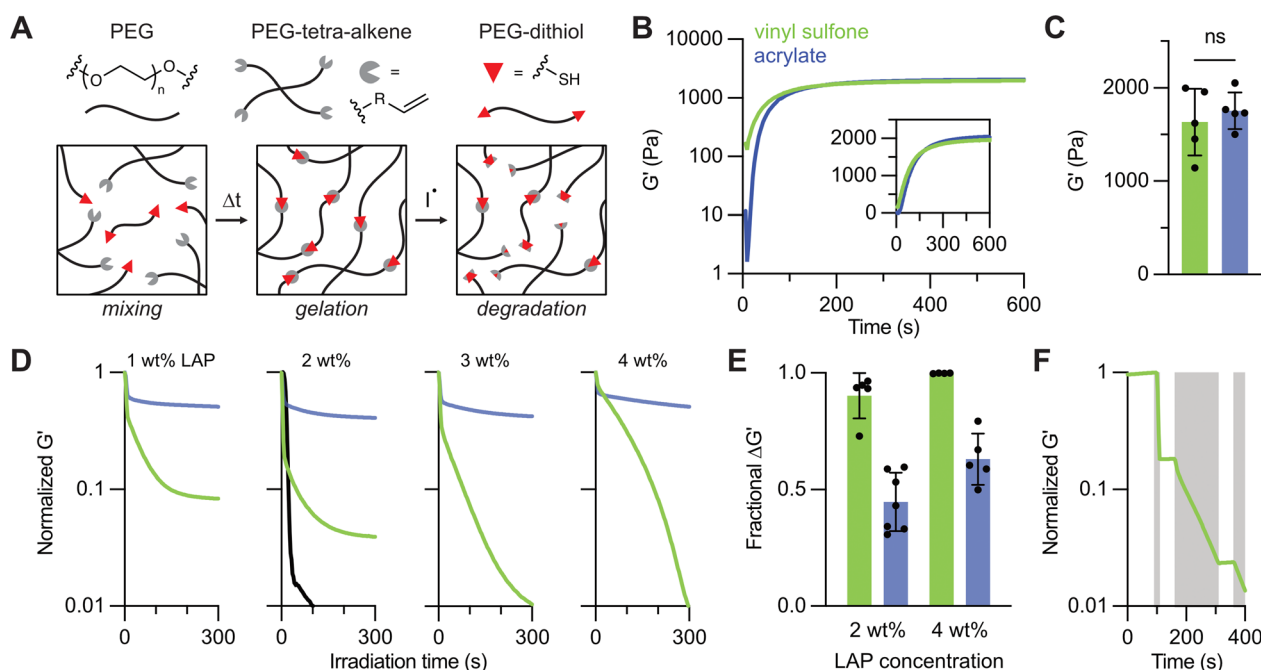 A
PEG
PEG-tetra-alkene
PEG-dithiol
O
O
n
=
R
=
SH
Δt
I•
mixing
gelation
degradation
B
vinyl sulfone
acrylate
10000
1000
100
10
1
G' (Pa)
0
200
400
600
Time (s)
2000
1000
0
0
300
600
C
ns
2000
1000
0
G' (Pa)
D
1 wt% LAP
2 wt%
3 wt%
4 wt%
1
0.1
0.01
Normalized G'
0
300
0
300
0
300
0
300
Irradiation time (s)
E
1.0
0.5
0.0
Fractional ΔG'
2 wt%
4 wt%
LAP concentration
F
1
0.1
0.01
Normalized G'
0
200
400
Time (s)